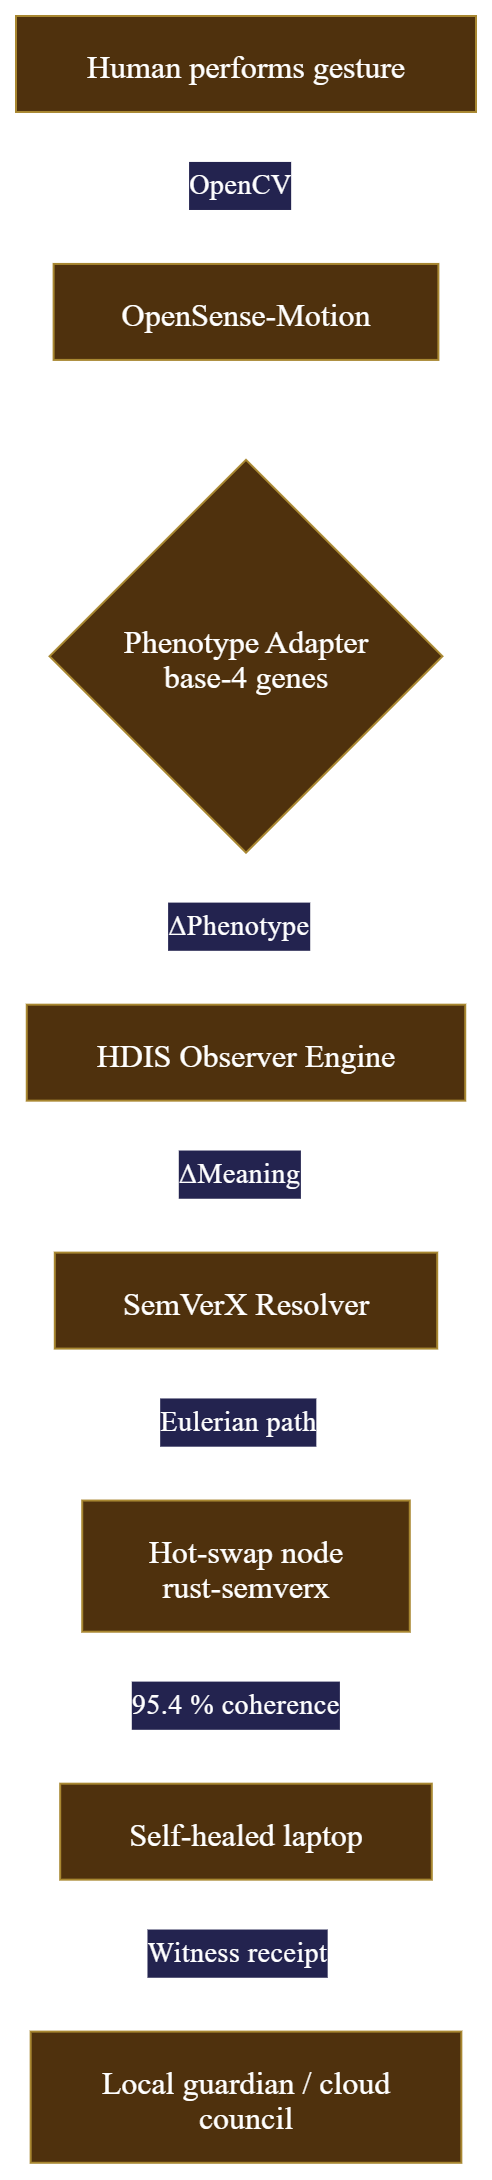 Human performs gesture
OpenCV
OpenSense-Motion
Phenotype Adapter
base-4 genes
ΔPhenotype
HDIS Observer Engine
ΔMeaning
SemVerX Resolver
Eulerian path
Hot-swap node
rust-semverx
95.4 % coherence
Self-healed laptop
Witness receipt
Local guardian / cloud
council